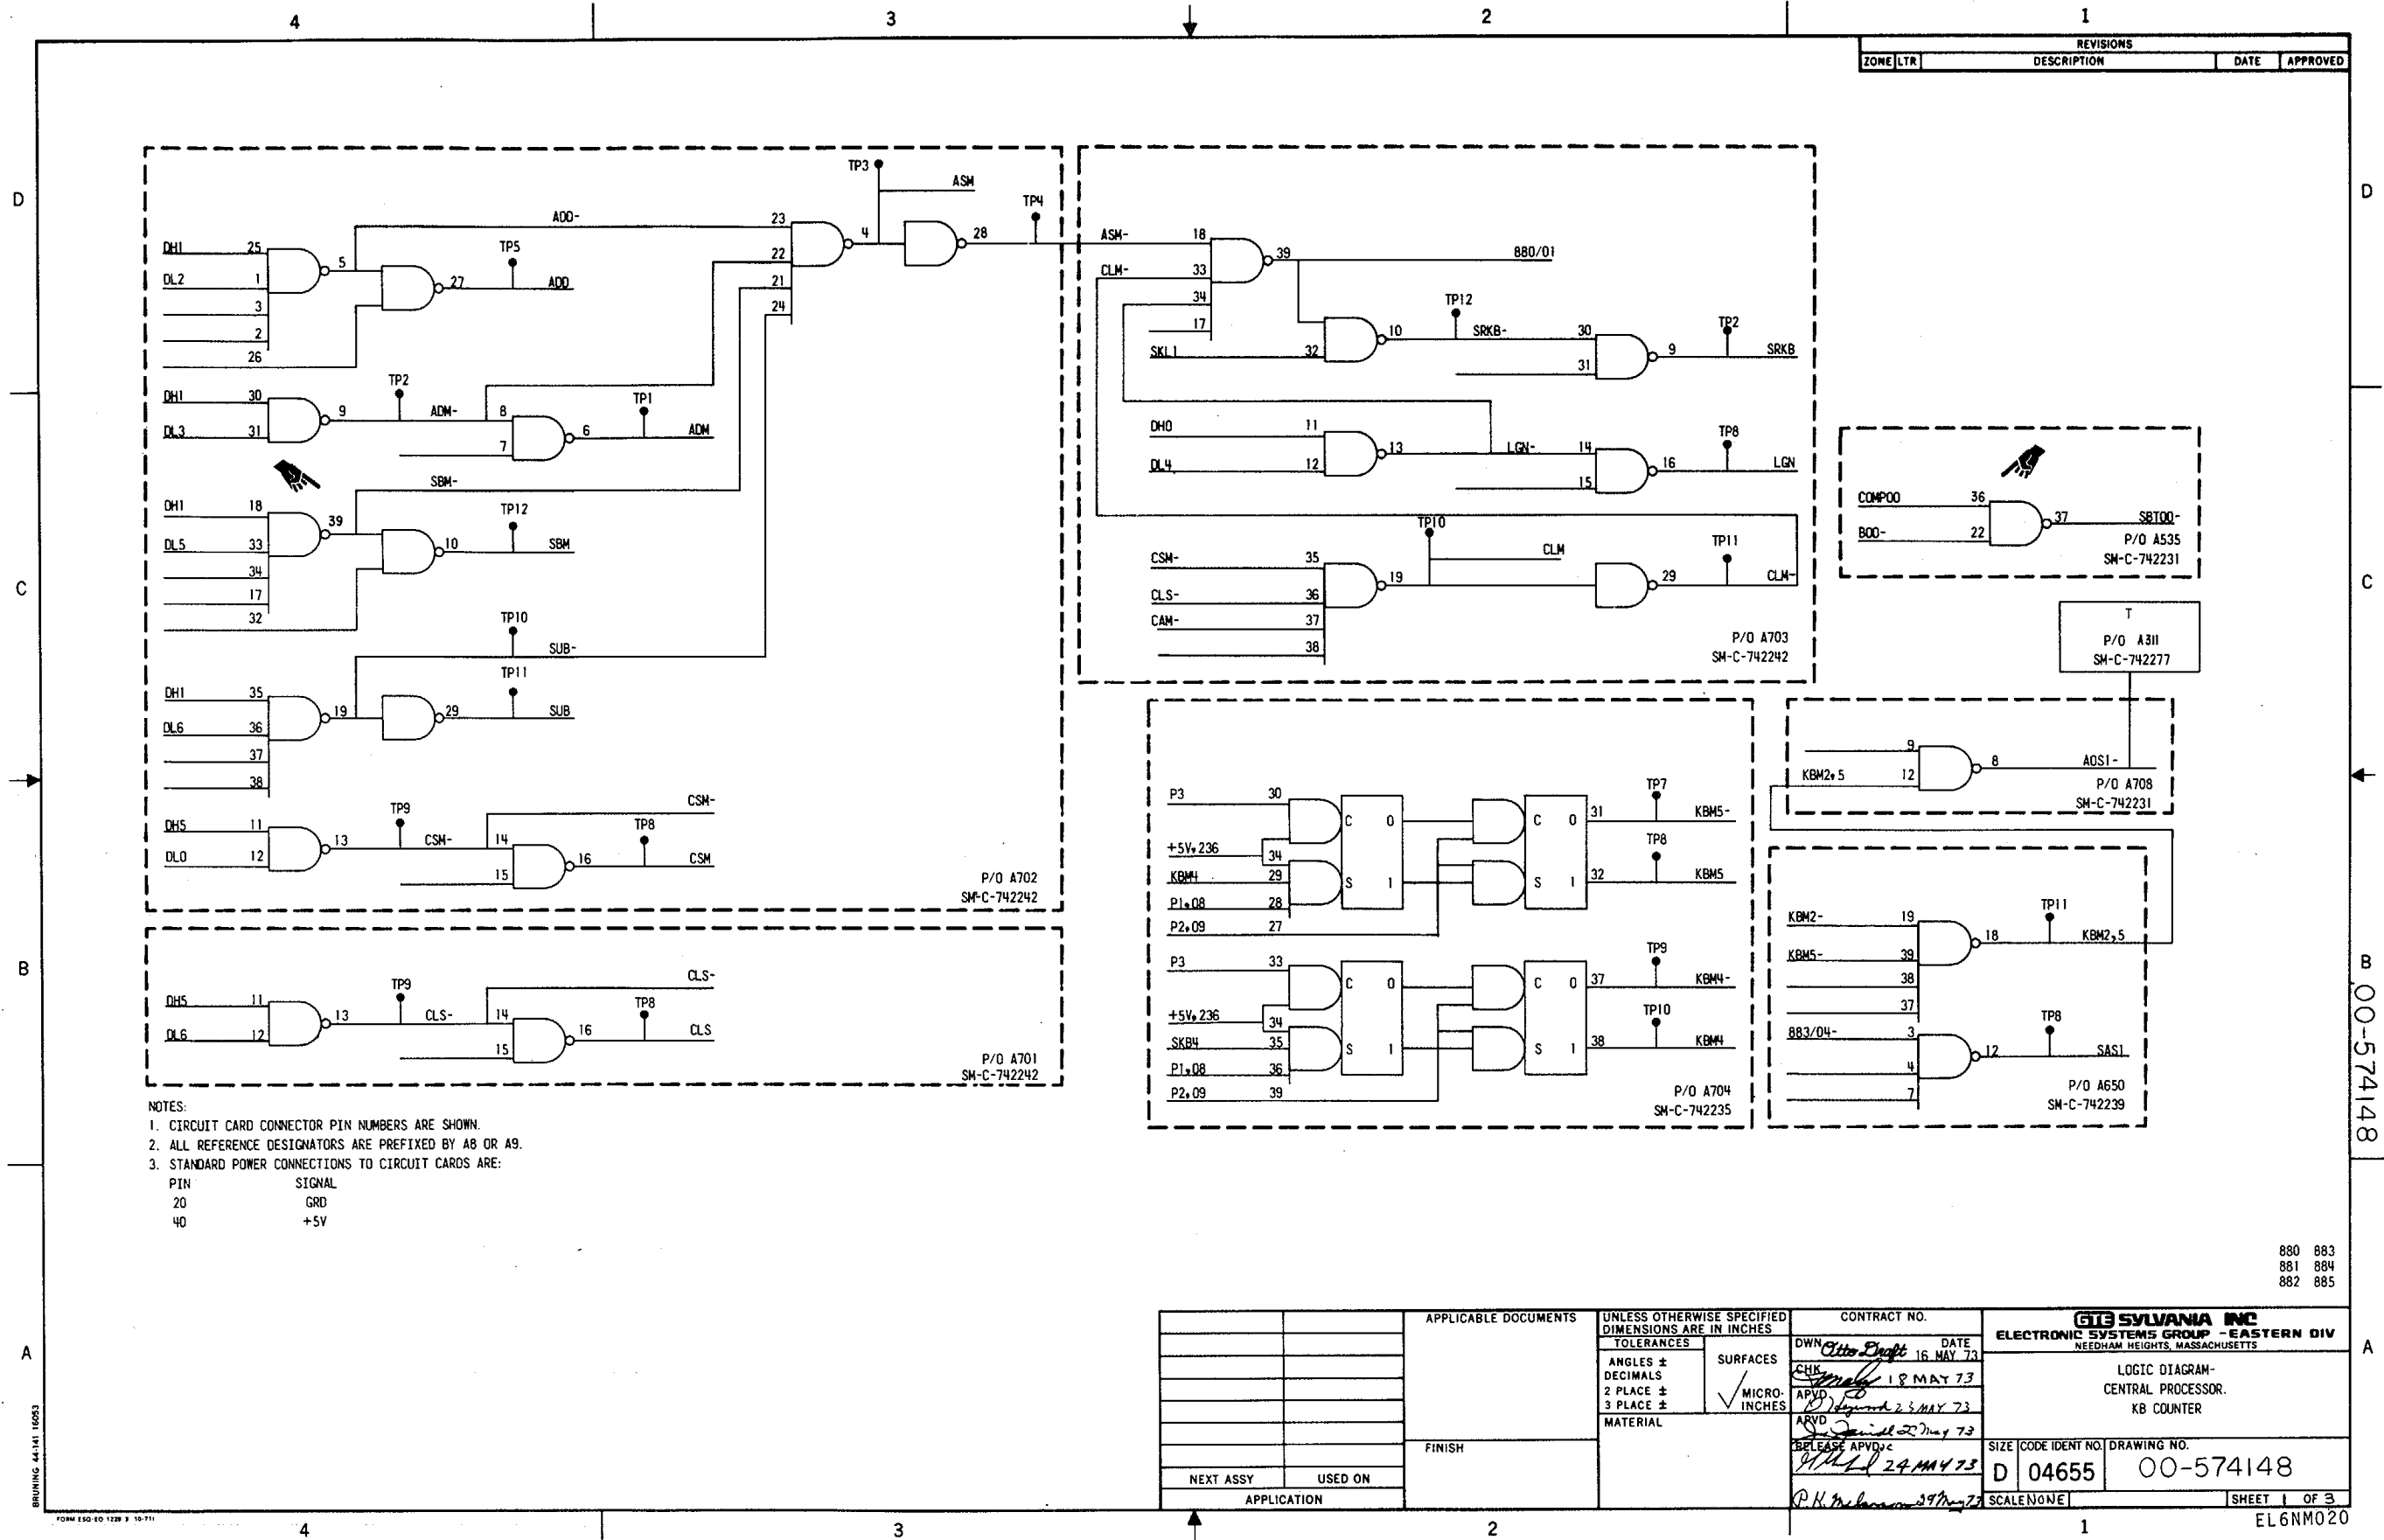 4 3 2 1
REVISIONS
ZONE LTR DESCRIPTION DATE APPROVED
D
D
TP3
ASM
TP4
ADD-
23
4
28
ASM-
18
DH1
25
5
TP5
22
39
880/01
DL2
1
27
ADD
21
CLM-
33
3
24
34
2
17
TP12
26
10
SRKB-
30
TP2
SKL1
32
9
SRKB
31
DH1
30
TP2
9
ADM-
8
TP1
DL3
31
6
ADM
7
DH0
11
13
LGN-
14
TP8
DL4
12
16
LGN
15
SBM-
DH1
18
39
TP12
DL5
33
10
SBM
34
17
32
TP10
CLM
TP11
CSM-
35
19
29
CLM-
CLS-
36
CAM-
37
38
P/O A703
SM-C-742242
COMP00
36
37
SBT00-
B00-
22
P/O A535
SM-C-742231
C
C
T
P/O A311
SM-C-742277
TP10
SUB-
TP11
DH1
35
19
29
SUB
DL6
36
37
38
9
8
AOS1-
KBM2,5
12
P/O A708
SM-C-742231
CSM-
DH5
11
13
TP9
CSM-
14
TP8
DL0
12
16
CSM
15
P/O A702
SM-C-742242
P3
30
C 0
C 0
31
TP7
KBM5-
+5V,236
34
TP8
KBM4
29
S 1
S 1
32
KBM5
P1,08
28
P2,09
27
P3
33
C 0
C 0
37
TP9
KBM4-
+5V,236
34
TP10
SKB4
35
S 1
S 1
38
KBM4
P1,08
36
P2,09
39
P/O A704
SM-C-742235
KBM2-
19
18
TP11
KBM2,5
KBM5-
39
38
37
883/04-
3
12
TP8
SAS1
4
7
P/O A650
SM-C-742239
B
B
CLS-
DH5
11
13
TP9
CLS-
14
TP8
DL6
12
16
CLS
15
P/O A701
SM-C-742242
00-574148
NOTES:
1. CIRCUIT CARD CONNECTOR PIN NUMBERS ARE SHOWN.
2. ALL REFERENCE DESIGNATORS ARE PREFIXED BY A8 OR A9.
3. STANDARD POWER CONNECTIONS TO CIRCUIT CARDS ARE:
PIN SIGNAL
20 GRD
40 +5V
880 883
881 884
882 885
A
A
APPLICABLE DOCUMENTS
FINISH
NEXT ASSY USED ON
APPLICATION
UNLESS OTHERWISE SPECIFIED
DIMENSIONS ARE IN INCHES
TOLERANCES
ANGLES ±
DECIMALS
2 PLACE ±
3 PLACE ±
SURFACES
MICRO-
INCHES
MATERIAL
CONTRACT NO.
DWN Otto Draft DATE 16 MAY 73
CHK 18 MAY 73
APVD 23 MAY 73
APVD May 73
RELEASE APVD 24 MAY 73
P.K. 29 May 73
GTE SYLVANIA INC
ELECTRONIC SYSTEMS GROUP - EASTERN DIV
NEEDHAM HEIGHTS, MASSACHUSETTS
LOGIC DIAGRAM-
CENTRAL PROCESSOR.
KB COUNTER
SIZE CODE IDENT NO. DRAWING NO.
D 04655 00-574148
SCALE NONE SHEET 1 OF 3
EL6NM020
BRUNING 44-141 16053
4 3 2 1